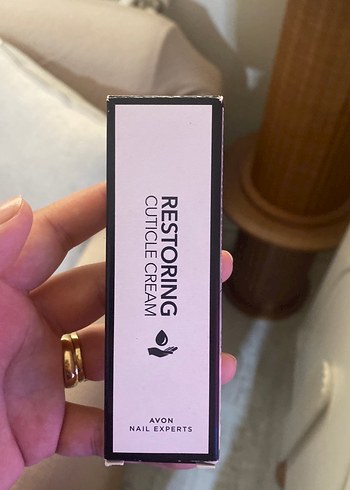 RESTORING
CUTICLE CREAM
AVON
NAIL EXPERTS